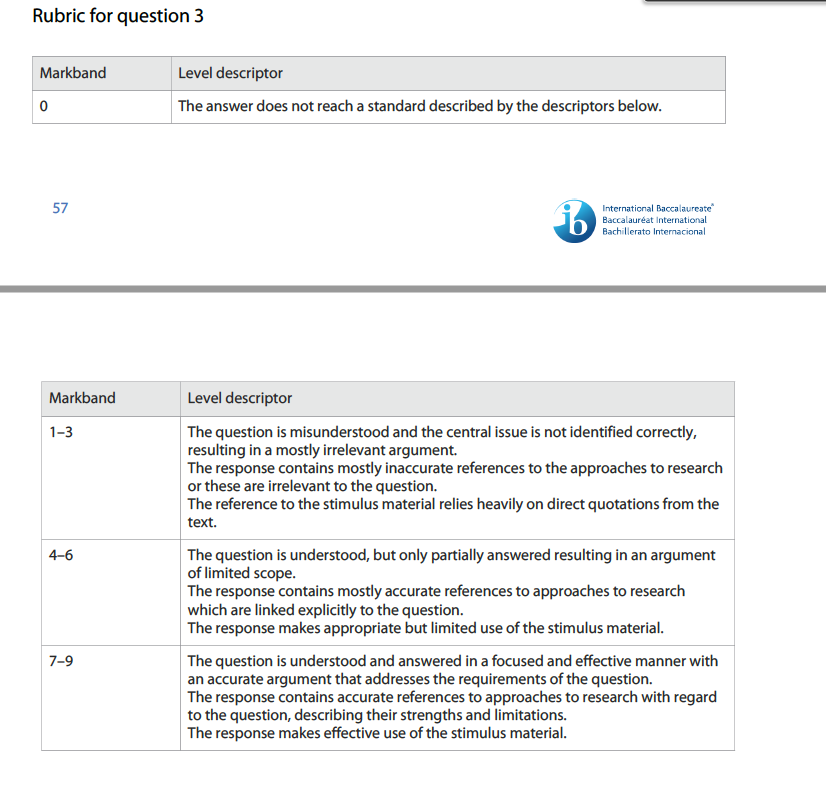 Rubric for question 3
Markband Level descriptor
0 The answer does not reach a standard described by the descriptors below.
57
ib
International Baccalaureate®
Baccalauréat International
Bachillerato Internacional
Markband Level descriptor
1–3 The question is misunderstood and the central issue is not identified correctly,
resulting in a mostly irrelevant argument.
The response contains mostly inaccurate references to the approaches to research
or these are irrelevant to the question.
The reference to the stimulus material relies heavily on direct quotations from the
text.
4–6 The question is understood, but only partially answered resulting in an argument
of limited scope.
The response contains mostly accurate references to approaches to research
which are linked explicitly to the question.
The response makes appropriate but limited use of the stimulus material.
7–9 The question is understood and answered in a focused and effective manner with
an accurate argument that addresses the requirements of the question.
The response contains accurate references to approaches to research with regard
to the question, describing their strengths and limitations.
The response makes effective use of the stimulus material.